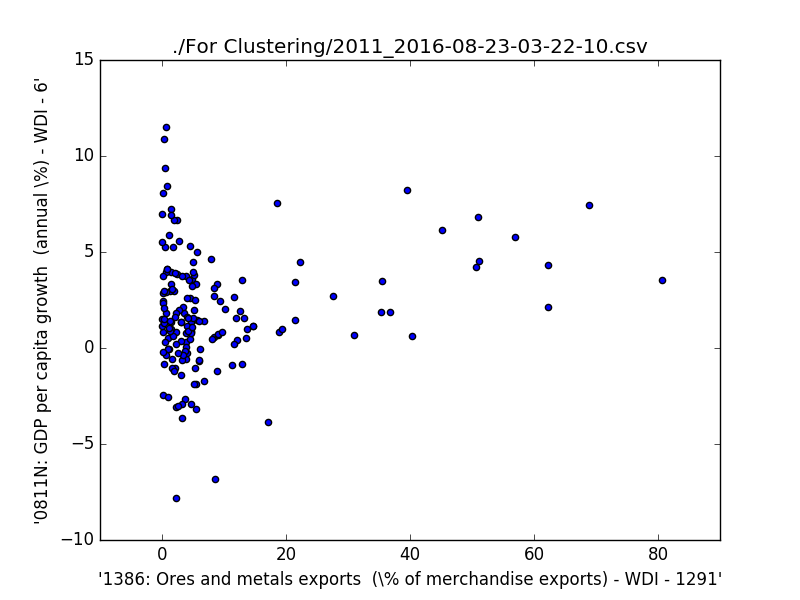 ./For Clustering/2011_2016-08-23-03-22-10.csv
'0811N: GDP per capita growth  (annual \%) - WDI - 6'
15
10
5
0
−5
−10
0 20 40 60 80
'1386: Ores and metals exports  (\% of merchandise exports) - WDI - 1291'